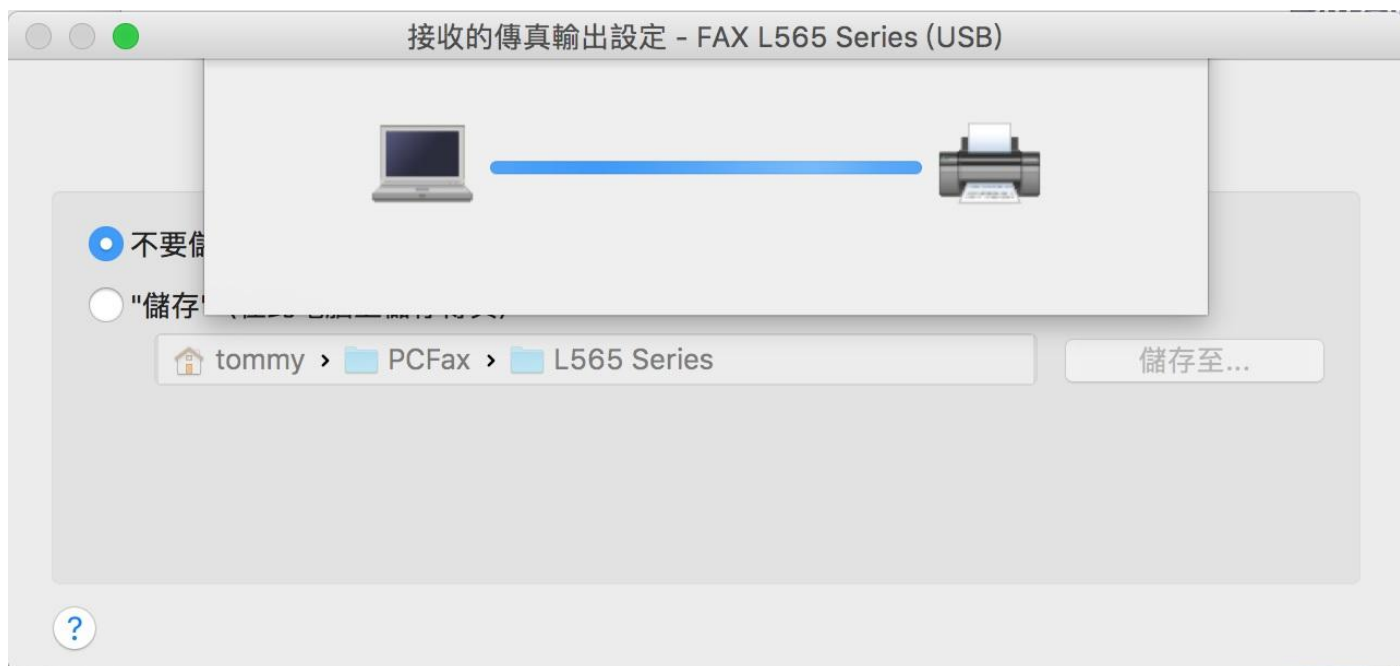 接收的傳真輸出設定 - FAX L565 Series (USB)
不要儲
"儲存"
tommy › PCFax › L565 Series
儲存至...
?